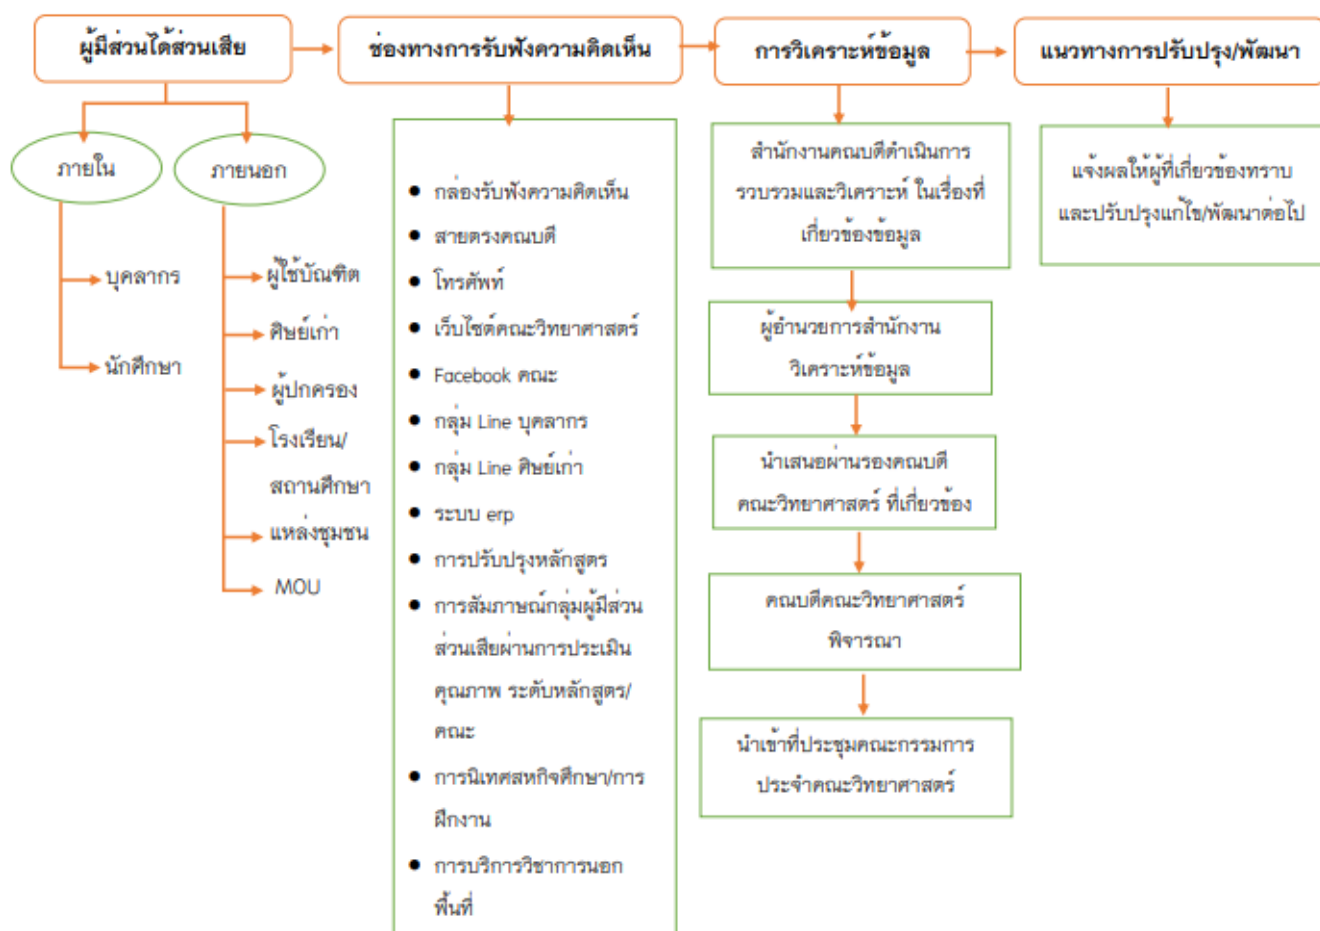 ผู้มีส่วนได้ส่วนเสีย
ช่องทางการรับฟังความคิดเห็น
การวิเคราะห์ข้อมูล
แนวทางการปรับปรุง/พัฒนา
ภายใน
ภายนอก
บุคลากร
นักศึกษา
ผู้ใช้บัณฑิต
ศิษย์เก่า
ผู้ปกครอง
โรงเรียน/
สถานศึกษา
แหล่งชุมชน
MOU
● กล่องรับฟังความคิดเห็น
● สายตรงคณบดี
● โทรศัพท์
● เว็บไซต์คณะวิทยาศาสตร์
● Facebook คณะ
● กลุ่ม Line บุคลากร
● กลุ่ม Line ศิษย์เก่า
● ระบบ erp
● การปรับปรุงหลักสูตร
● การสัมภาษณ์กลุ่มผู้มีส่วน
ส่วนเสียผ่านการประเมิน
คุณภาพ ระดับหลักสูตร/
คณะ
● การนิเทศสหกิจศึกษา/การ
ฝึกงาน
● การบริการวิชาการนอก
พื้นที่
สำนักงานคณบดีดำเนินการ
รวบรวมและวิเคราะห์ ในเรื่องที่
เกี่ยวข้องข้อมูล
ผู้อำนวยการสำนักงาน
วิเคราะห์ข้อมูล
นำเสนอผ่านรองคณบดี
คณะวิทยาศาสตร์ ที่เกี่ยวข้อง
คณบดีคณะวิทยาศาสตร์
พิจารณา
นำเข้าที่ประชุมคณะกรรมการ
ประจำคณะวิทยาศาสตร์
แจ้งผลให้ผู้ที่เกี่ยวข้องทราบ
และปรับปรุงแก้ไข/พัฒนาต่อไป